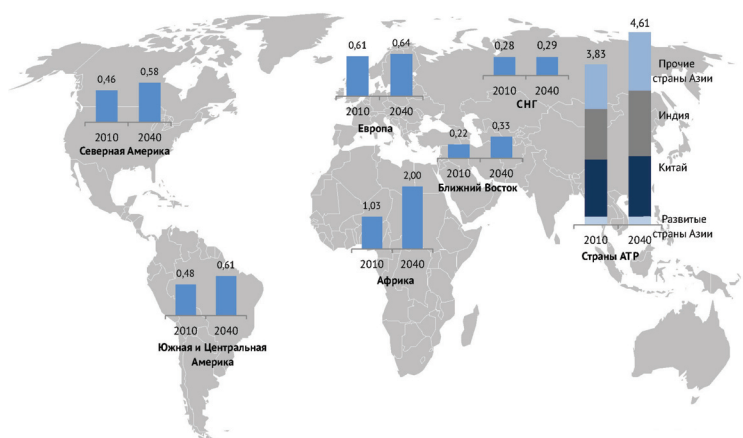 0,46 0,58
2010 2040
Северная Америка
0,61 0,64
2010 2040
Европа
0,28 0,29
2010 2040
СНГ
0,22 0,33
2010 2040
Ближний Восток
1,03 2,00
2010 2040
Африка
0,48 0,61
2010 2040
Южная и Центральная
Америка
3,83 4,61
Прочие
страны Азии
Индия
Китай
Развитые
страны Азии
2010 2040
Страны АТР